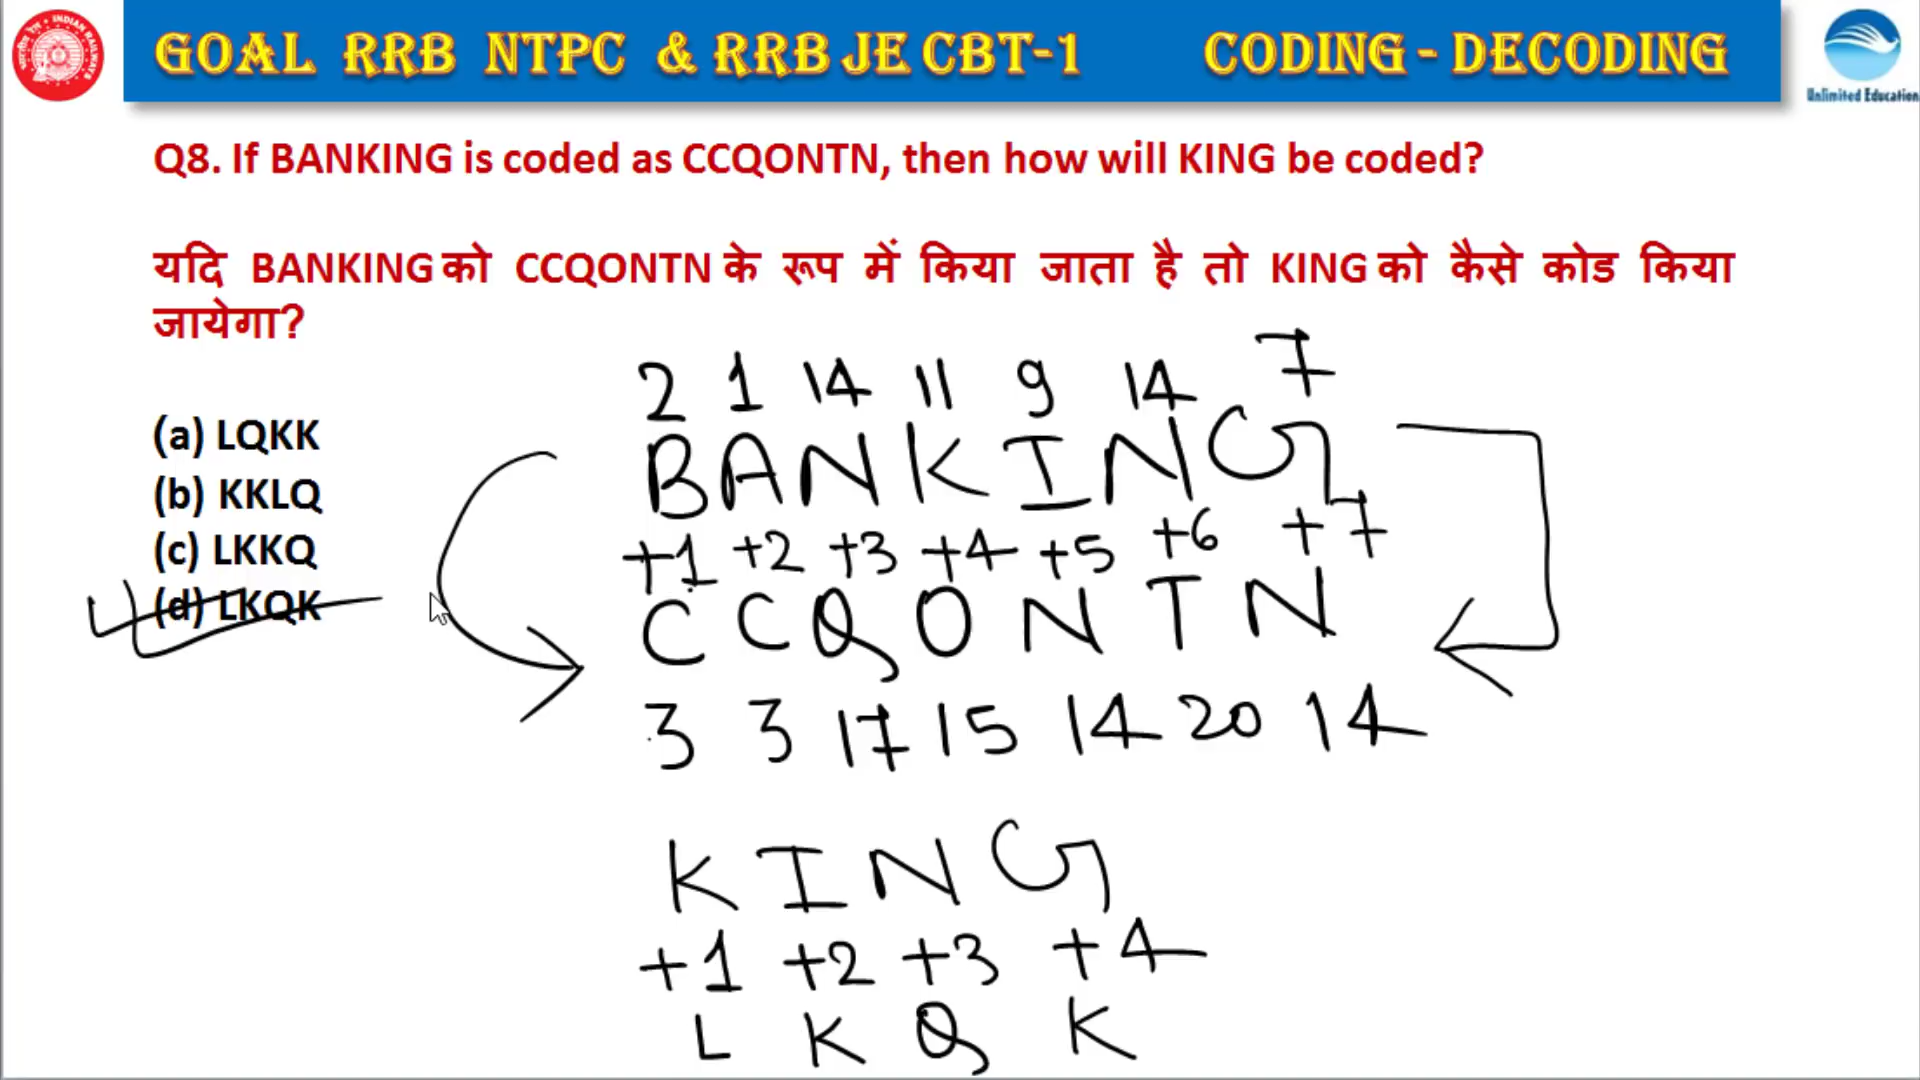 GOAL RRB NTPC & RRB JE CBT-1 CODING - DECODING
Unlimited Education
Q8. If BANKING is coded as CCQONTN, then how will KING be coded?
यदि BANKING को CCQONTN के रूप में किया जाता है तो KING को कैसे कोड किया
जायेगा?
(a) LQKK
(b) KKLQ
(c) LKKQ
(d) LKQK
2 1 14 11 9 14 7
B A N K I N G
+1 +2 +3 +4 +5 +6 +7
C C Q O N T N
3 3 17 15 14 20 14
K I N G
+1 +2 +3 +4
L K Q K